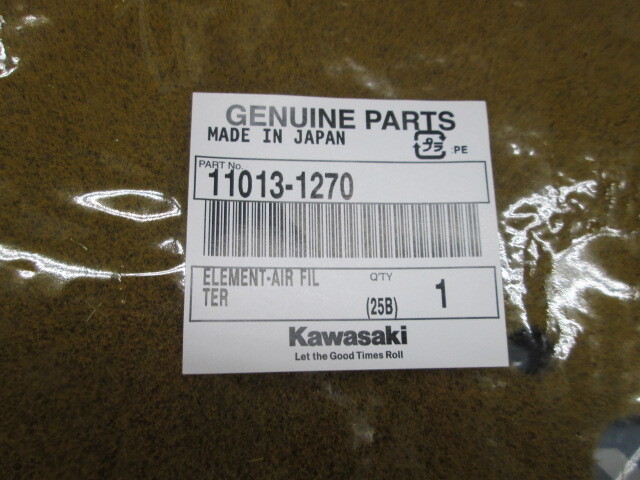 GENUINE PARTS
MADE IN JAPAN
プラ :PE
PART No.
11013-1270
ELEMENT-AIR FIL
TER
Q'TY
(25B) 1
Kawasaki
Let the Good Times Roll